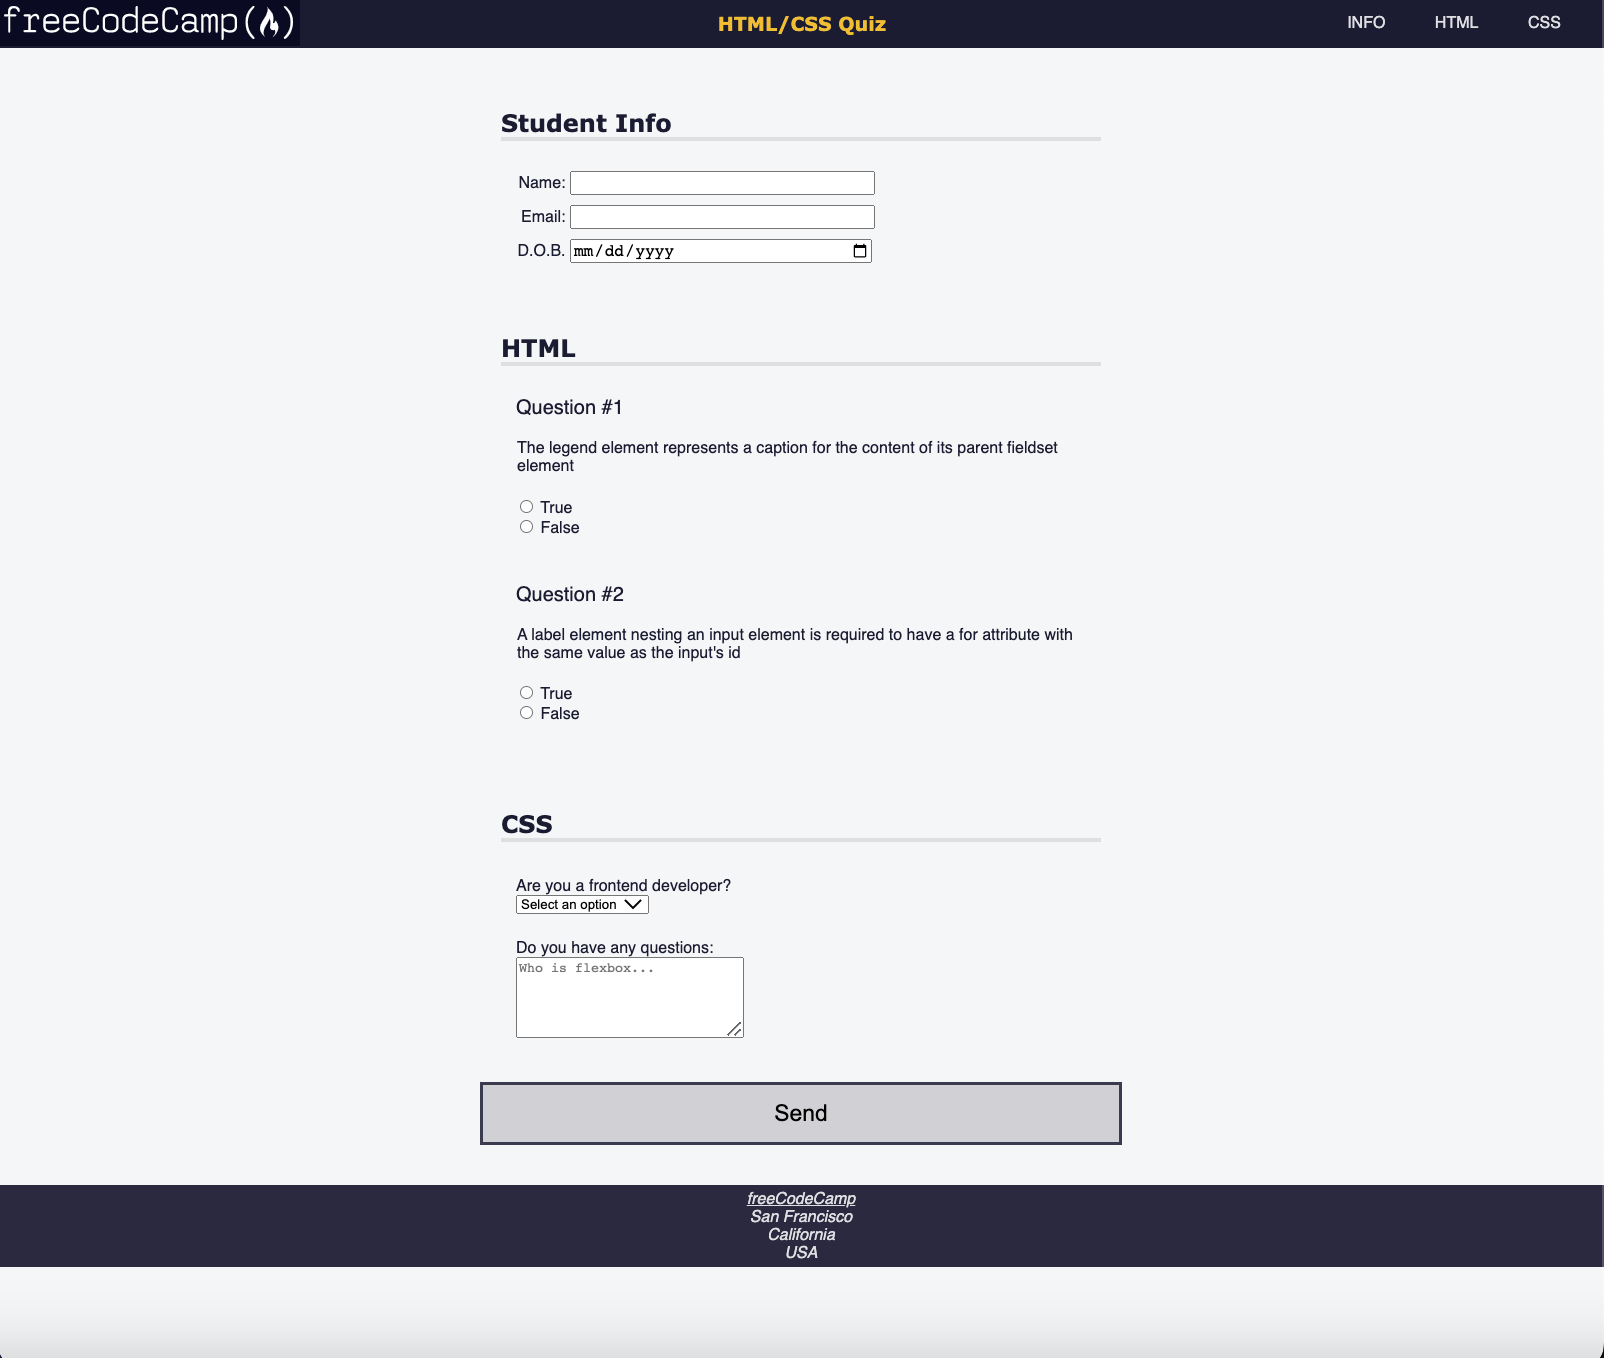 freeCodeCamp
HTML/CSS Quiz
INFO
HTML
CSS
Student Info
Name:
Email:
D.O.B.
mm/dd/yyyy
HTML
Question #1
The legend element represents a caption for the content of its parent fieldset
element
True
False
Question #2
A label element nesting an input element is required to have a for attribute with
the same value as the input's id
True
False
CSS
Are you a frontend developer?
Select an option
Do you have any questions:
Who is flexbox...
Send
freeCodeCamp
San Francisco
California
USA